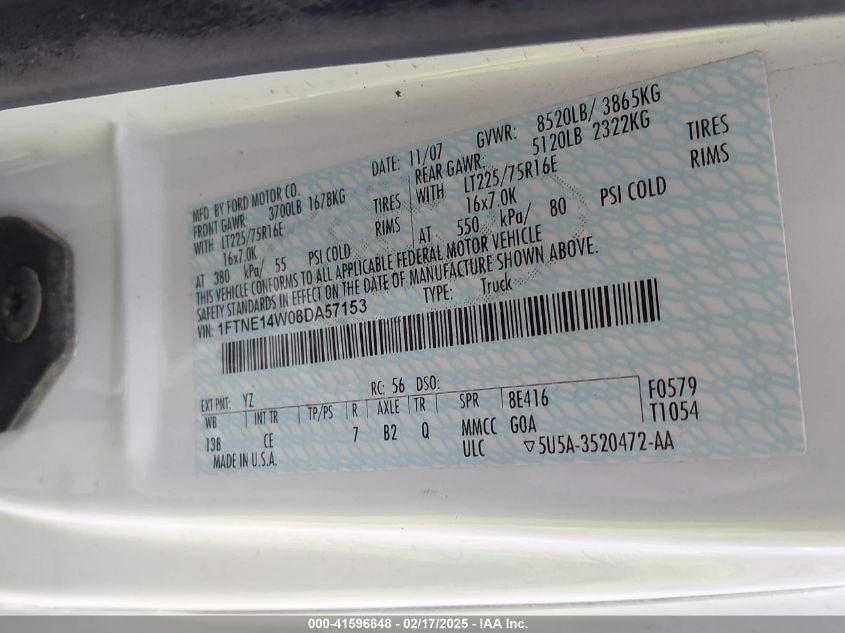 MFD. BY FORD MOTOR CO.
DATE: 11/07 GVWR: 8520LB/ 3865KG
FRONT GAWR: 3700LB 1678KG
REAR GAWR: 5120LB 2322KG
WITH LT225/75R16E TIRES
WITH LT225/75R16E TIRES
16x7.0K RIMS
16x7.0K RIMS
AT 380 kPa/ 55 PSI COLD
AT 550 kPa/ 80 PSI COLD
THIS VEHICLE CONFORMS TO ALL APPLICABLE FEDERAL MOTOR VEHICLE
SAFETY STANDARDS IN EFFECT ON THE DATE OF MANUFACTURE SHOWN ABOVE.
VIN: 1FTNE14W08DA57153 TYPE: Truck
EXT PNT: YZ RC: 56 DSO:
WB INT TR TP/PS R AXLE TR SPR 8E416 F0579
138 CE 7 B2 Q MMCC GOA T1054
MADE IN U.S.A. ULC ▽5U5A-3520472-AA
000-41596848 - 02/17/2025 - IAA Inc.